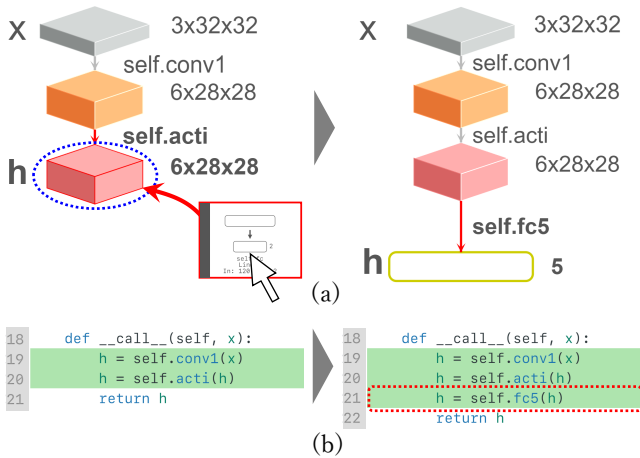 x
3x32x32
self.conv1
6x28x28
self.acti
6x28x28
h
2
In: 120
x
3x32x32
self.conv1
6x28x28
self.acti
6x28x28
self.fc5
h
5
(a)
18 def __call__(self, x):
19 h = self.conv1(x)
20 h = self.acti(h)
21 return h
18 def __call__(self, x):
19 h = self.conv1(x)
20 h = self.acti(h)
21 h = self.fc5(h)
22 return h
(b)